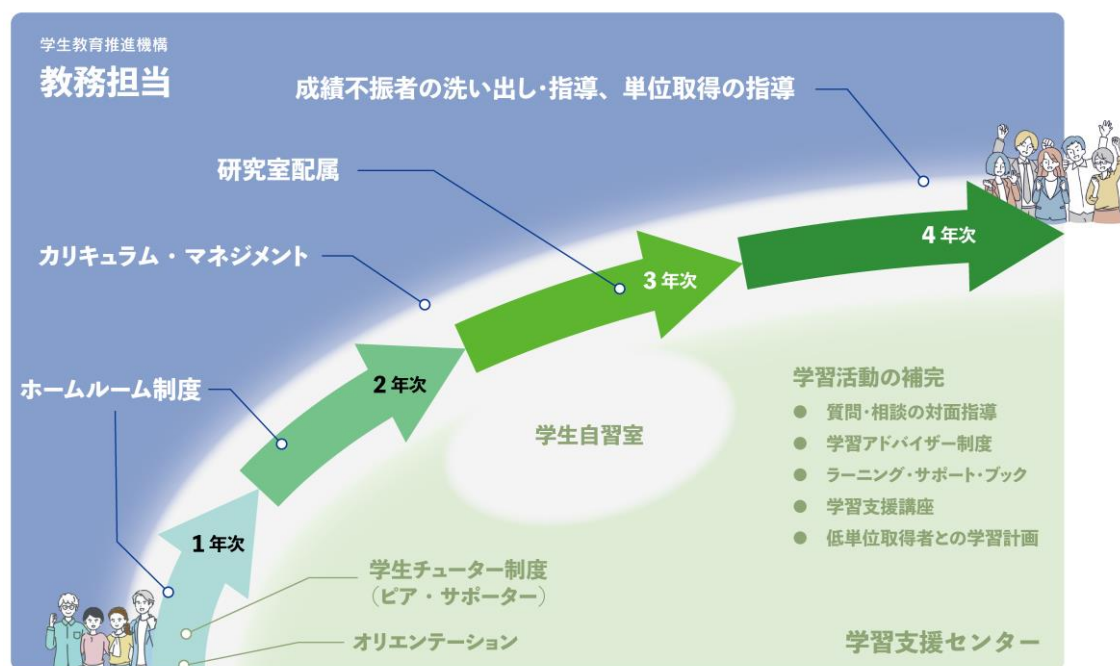 学生教育推進機構
教務担当
成績不振者の洗い出し・指導、単位取得の指導
研究室配属
カリキュラム・マネジメント
ホームルーム制度
4年次
3年次
2年次
1年次
学生自習室
学習活動の補完
● 質問・相談の対面指導
● 学習アドバイザー制度
● ラーニング・サポート・ブック
● 学習支援講座
● 低単位取得者との学習計画
学生チューター制度
(ピア・サポーター)
オリエンテーション
学習支援センター